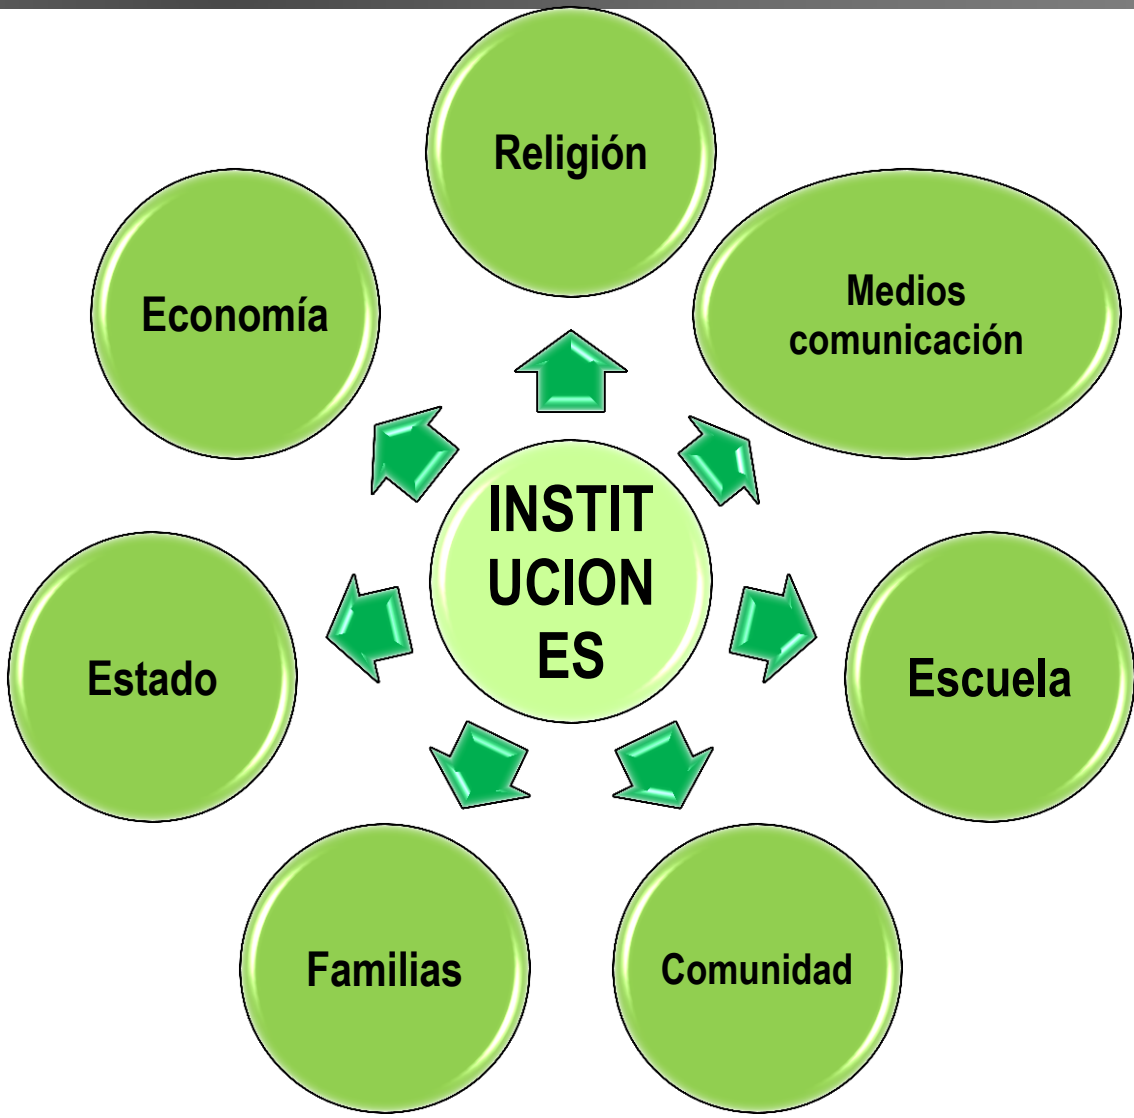 Religión
Medios
comunicación
Economía
INSTIT
UCION
ES
Estado
Escuela
Familias
Comunidad